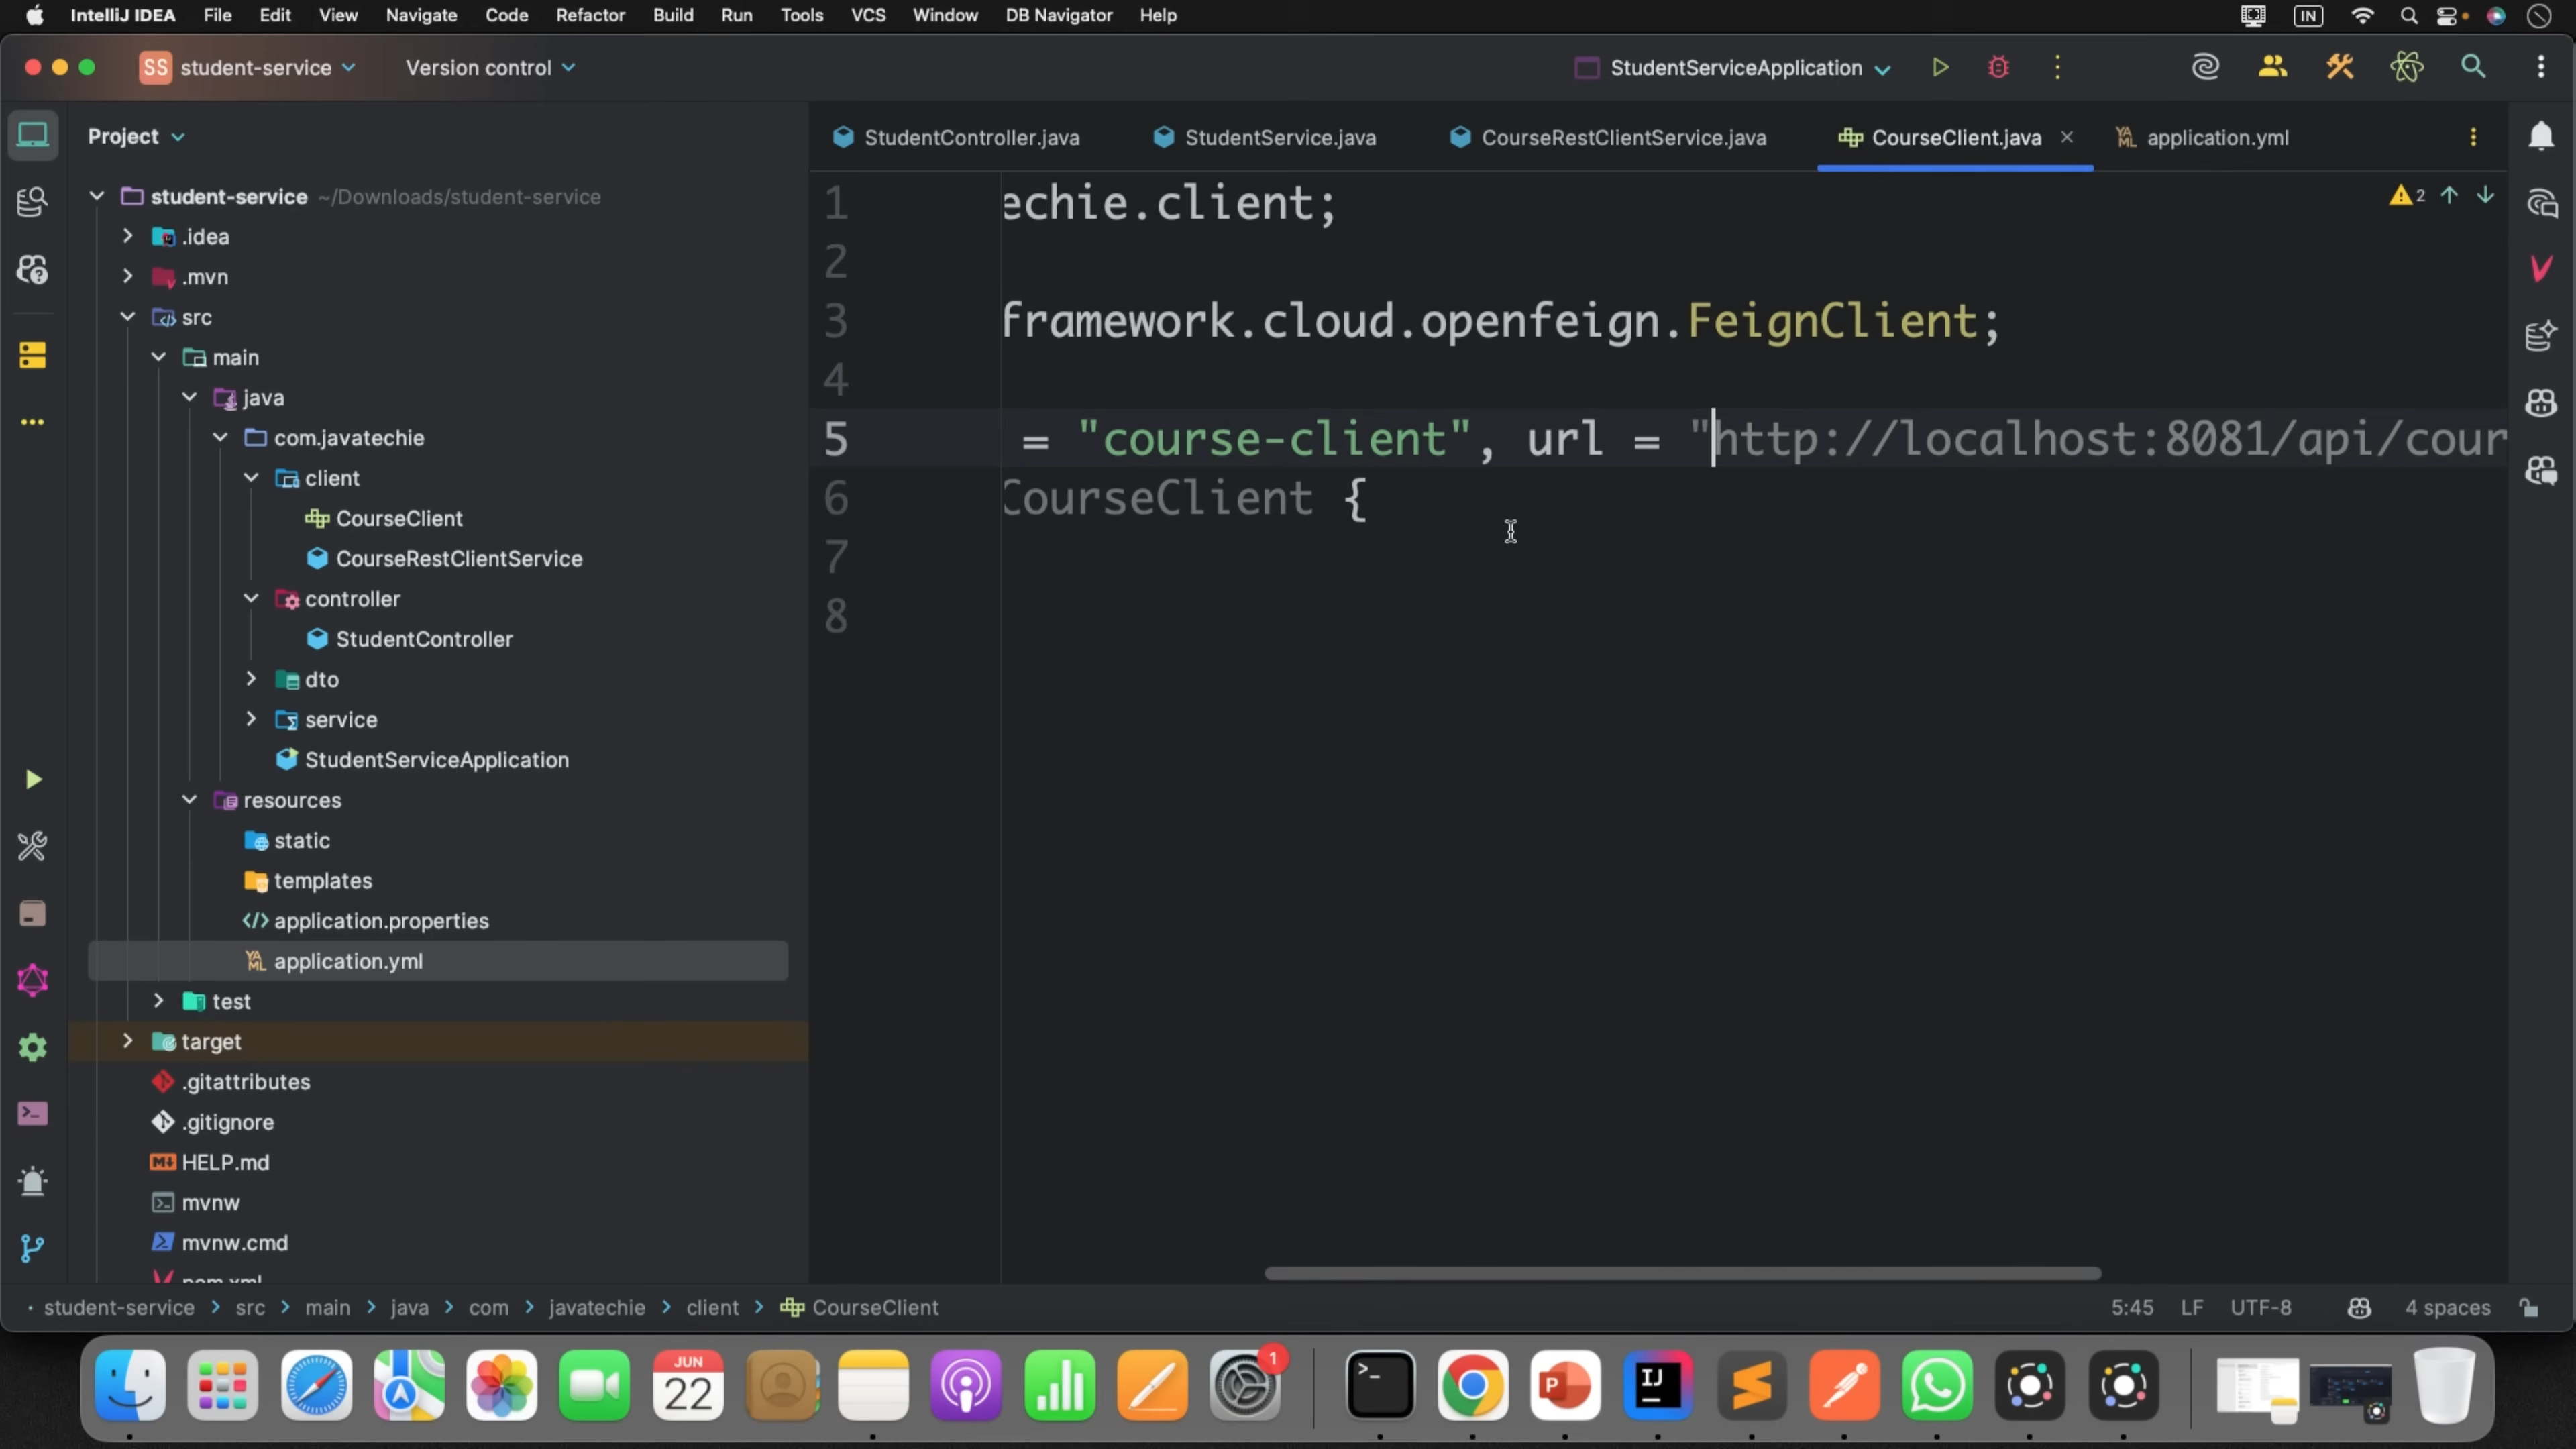 IntelliJ IDEA File Edit View Navigate Code Refactor Build Run Tools VCS Window DB Navigator Help IN
SS student-service Version control StudentServiceApplication
Project
StudentController.java StudentService.java CourseRestClientService.java CourseClient.java application.yml
student-service ~/Downloads/student-service
.idea
.mvn
src
main
java
com.javatechie
client
CourseClient
CourseRestClientService
controller
StudentController
dto
service
StudentServiceApplication
resources
static
templates
application.properties
application.yml
test
target
.gitattributes
.gitignore
HELP.md
mvnw
mvnw.cmd
pom.xml
1 echie.client;
2
3 framework.cloud.openfeign.FeignClient;
4
5 = "course-client", url = "http://localhost:8081/api/cour
6 CourseClient {
7
8
2
student-service > src > main > java > com > javatechie > client > CourseClient
5:45 LF UTF-8 4 spaces
JUN
22
1
P
IJ